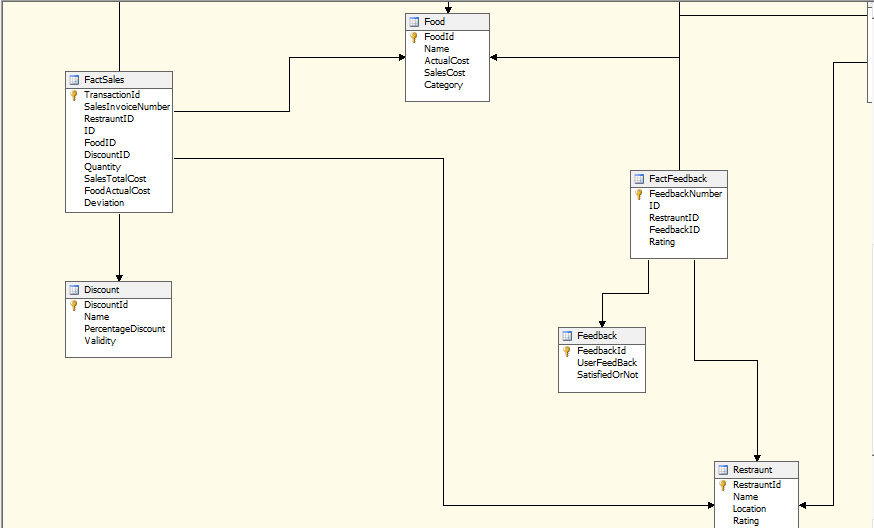 Food
FoodId
Name
ActualCost
SalesCost
Category
FactSales
TransactionId
SalesInvoiceNumber
RestrauntID
ID
FoodID
DiscountID
Quantity
SalesTotalCost
FoodActualCost
Deviation
FactFeedback
FeedbackNumber
ID
RestrauntID
FeedbackID
Rating
Discount
DiscountId
Name
PercentageDiscount
Validity
Feedback
FeedbackId
UserFeedBack
SatisfiedOrNot
Restraunt
RestrauntId
Name
Location
Rating